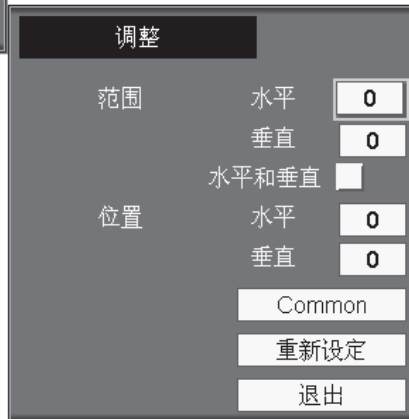 调整
范围 水平 0
垂直 0
水平和垂直
位置 水平 0
垂直 0
Common
重新设定
退出